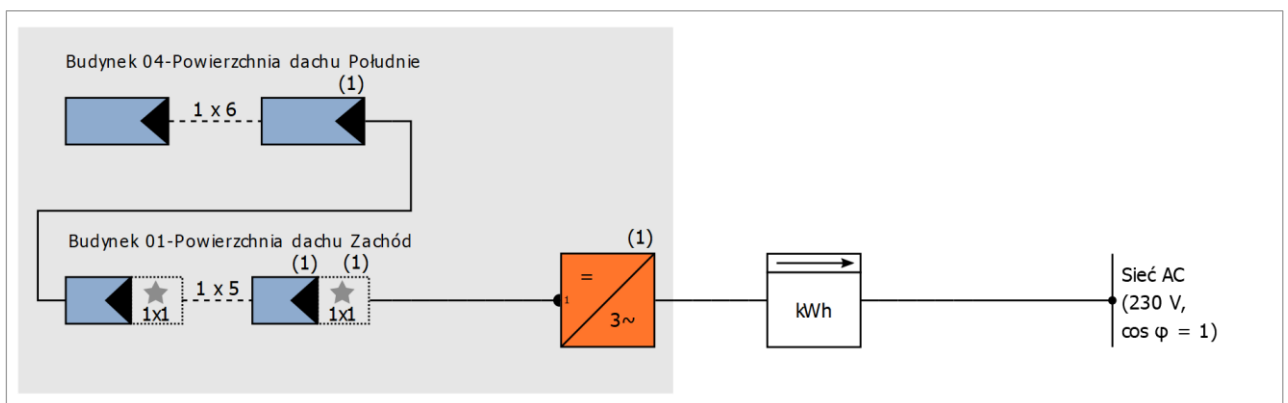 Budynek 04-Powierzchnia dachu Południe
(1)
1 x 6
Budynek 01-Powierzchnia dachu Zachód
(1) (1)
(1)
1 x 5
1x1
1x1
=
1
3~
kWh
Sieć AC
(230 V,
cos φ = 1)